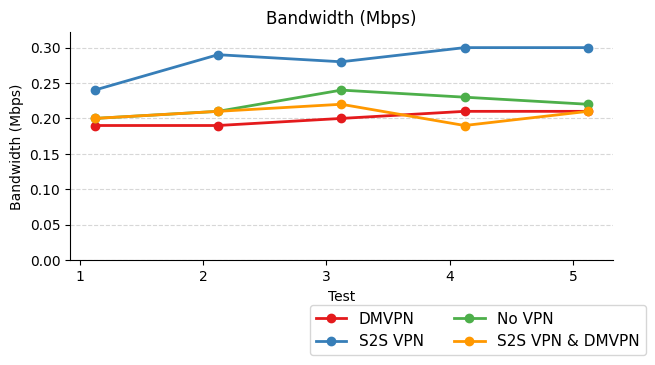 Bandwidth (Mbps)
Bandwidth (Mbps)
0.30
0.25
0.20
0.15
0.10
0.05
0.00
1 2 3 4 5
Test
DMVPN No VPN
S2S VPN S2S VPN & DMVPN